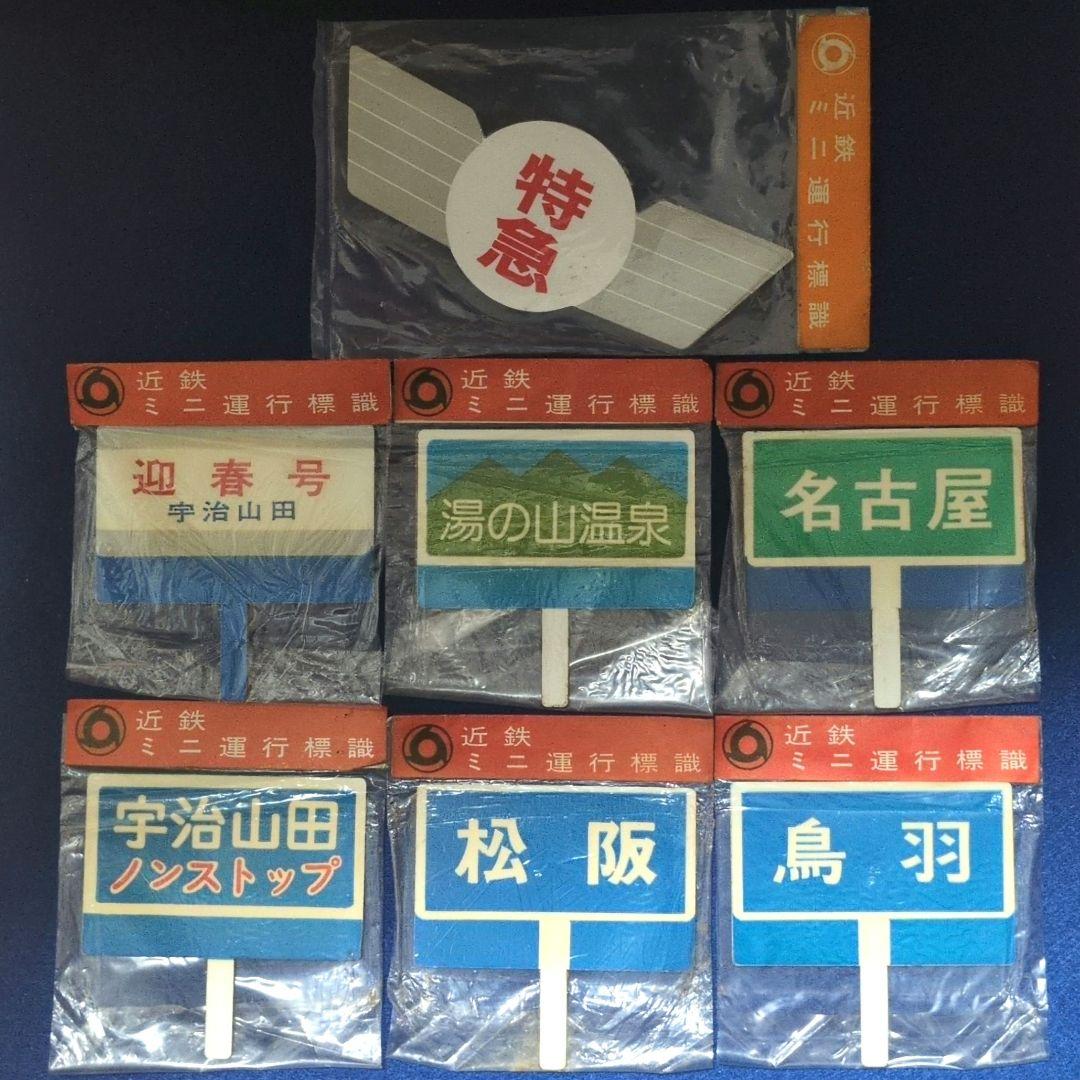 近鉄
ミニ運行標識
特急
近鉄
ミニ運行標識
迎春号
宇治山田
近鉄
ミニ運行標識
湯の山温泉
近鉄
ミニ運行標識
名古屋
近鉄
ミニ運行標識
宇治山田
ノンストップ
近鉄
ミニ運行標識
松阪
近鉄
ミニ運行標識
鳥羽